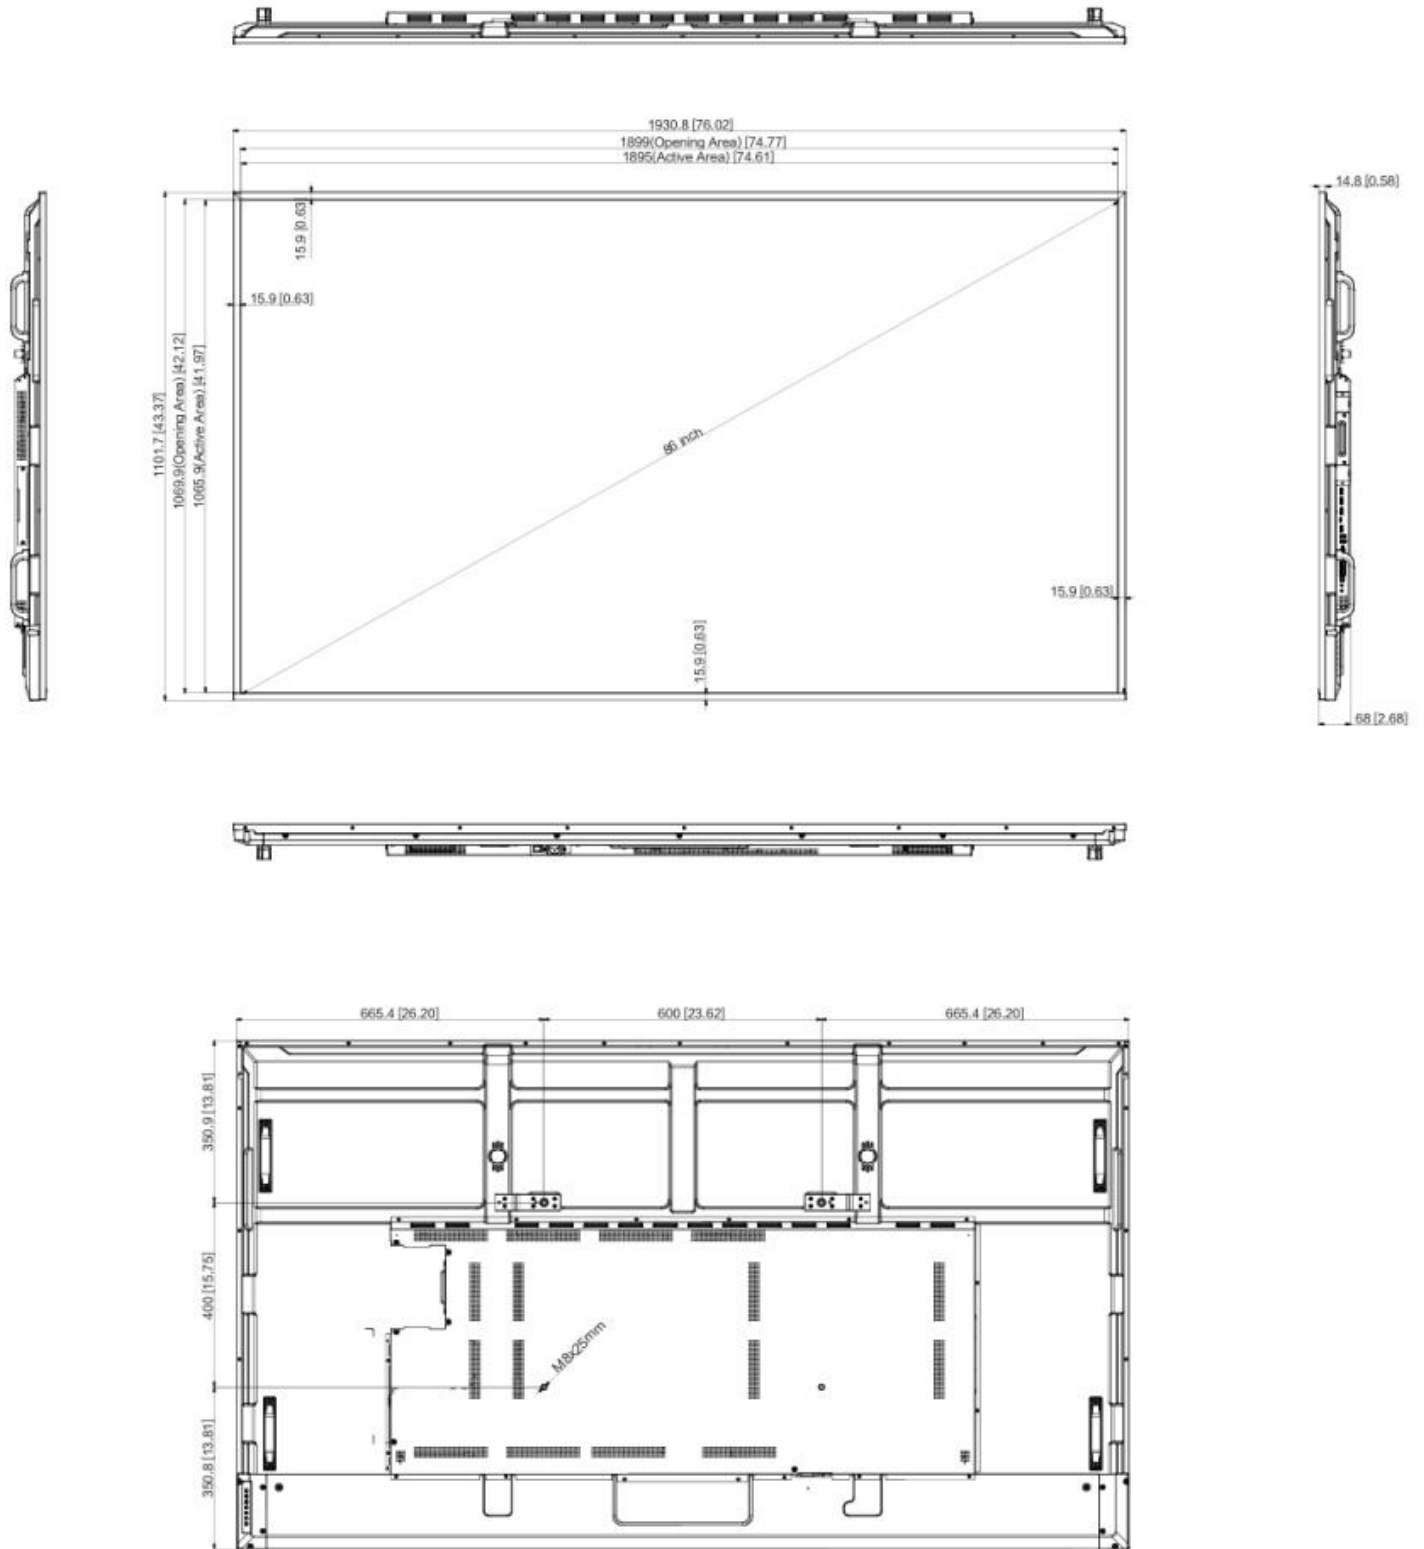 1930.8 [76.02]
1899(Opening Area) [74.77]
1895(Active Area) [74.61]
14.8 [0.58]
15.9 [0.63
15.9 [0.63]
1101.7 [43.37]
1069.9(Opening Area) [42.12]
1065.9(Active Area) [41.97]
86 inch
15.9 [0.63]
15.9 [0.63]
68 [2.68]
665.4 [26.20]
600 [23.62]
665.4 [26.20]
350.9 [13.81]
400 [15.75]
M8x25mm
350.8 [13.81]